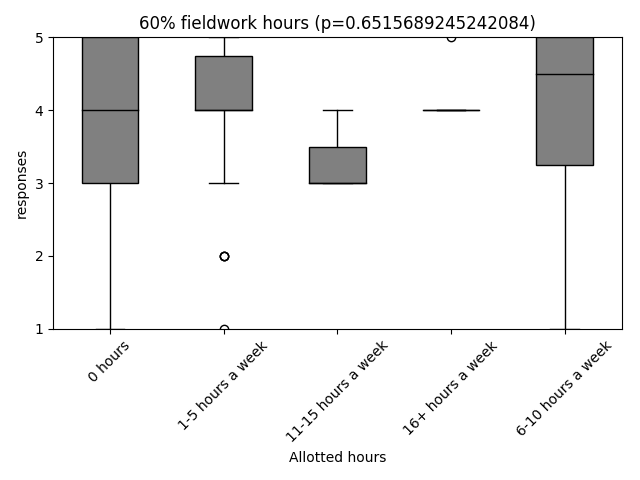 60% fieldwork hours (p=0.6515689245242084)
responses
5
4
3
2
1
0 hours
1-5 hours a week
11-15 hours a week
16+ hours a week
6-10 hours a week
Allotted hours